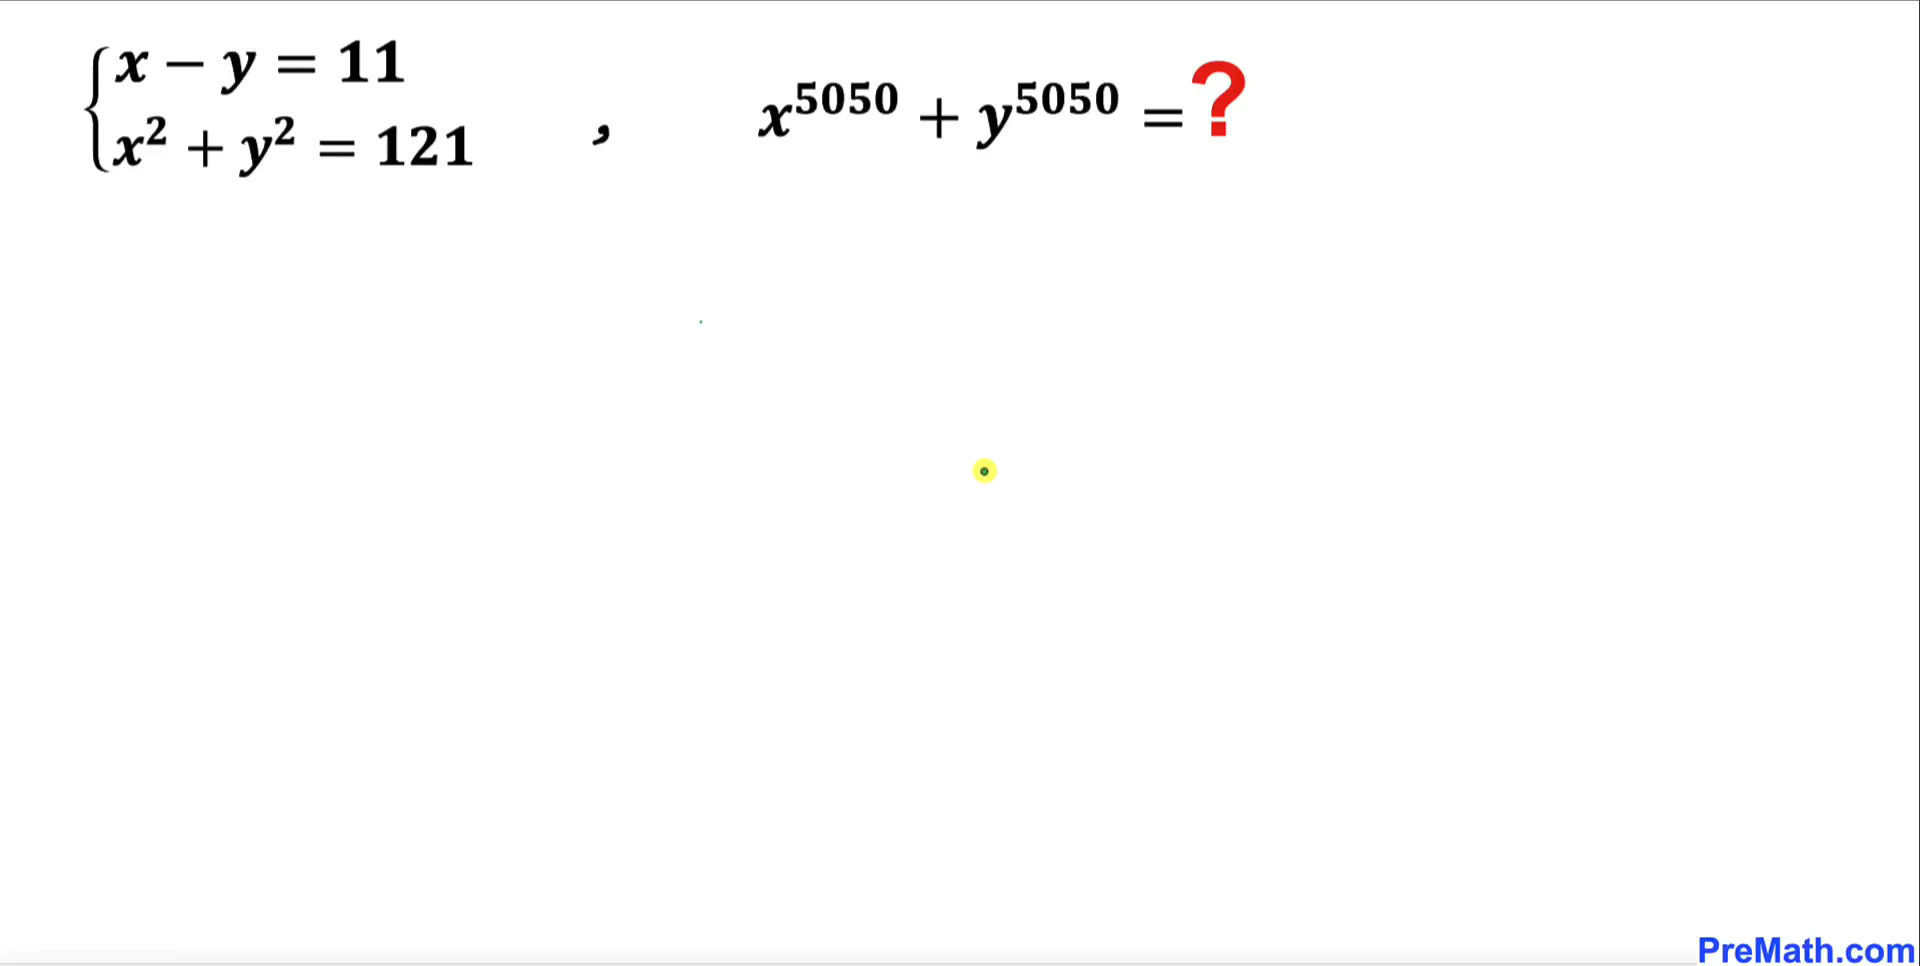 x − y = 11
x² + y² = 121 , x⁵⁰⁵⁰ + y⁵⁰⁵⁰ = ?
PreMath.com